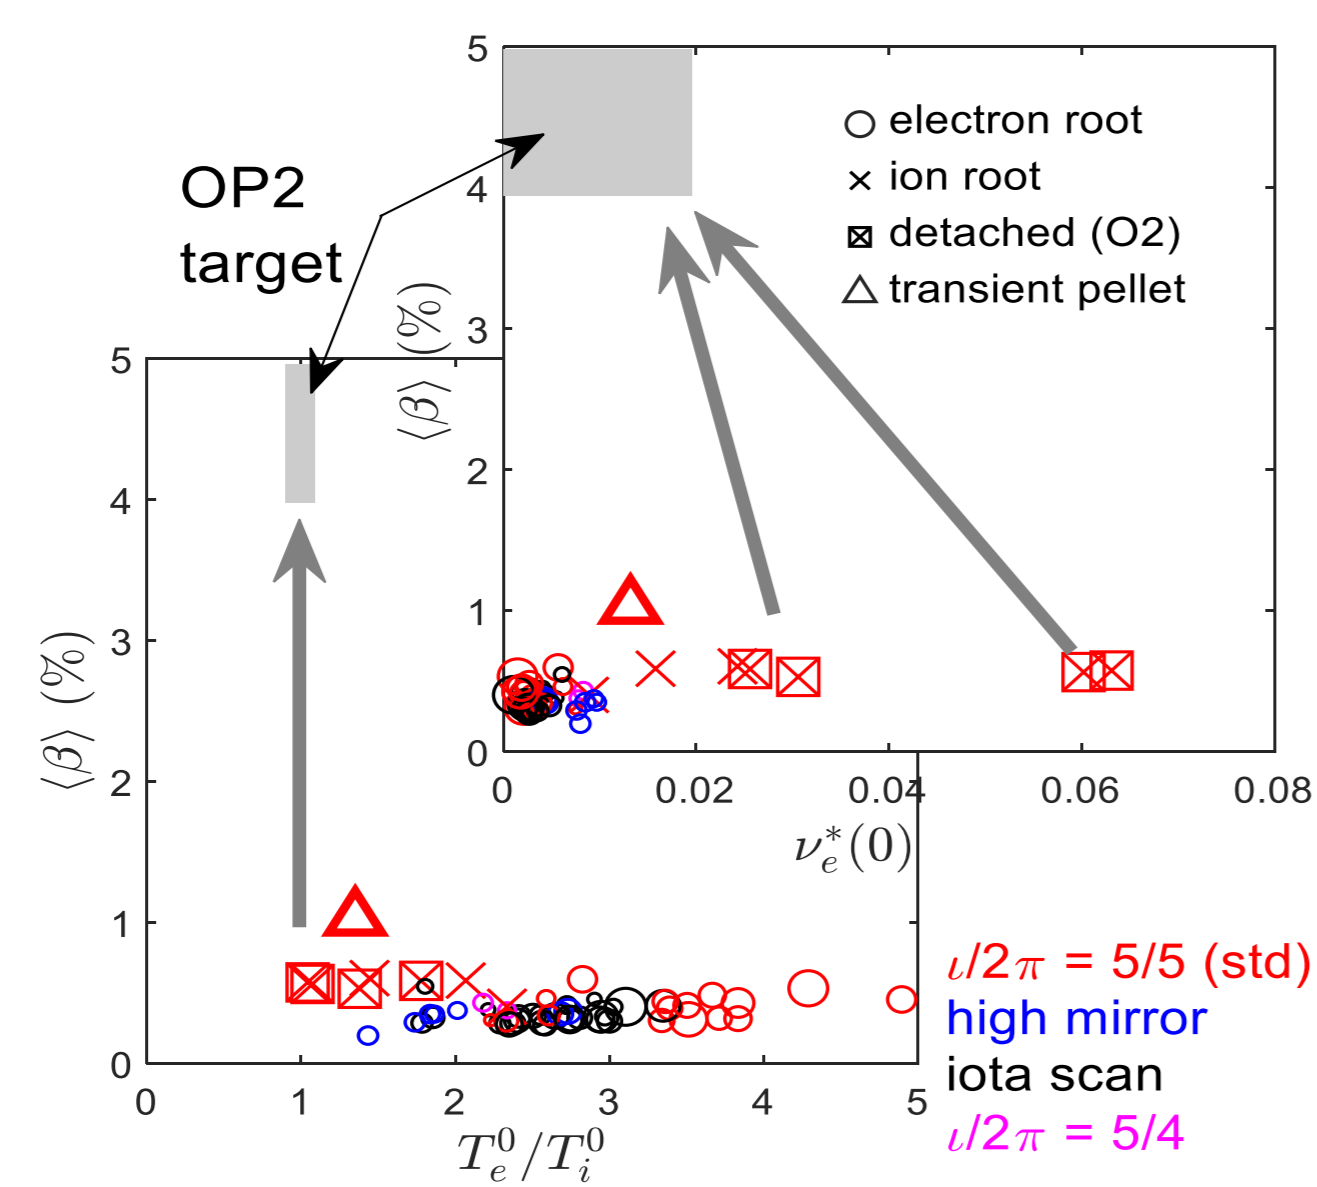 5
4
3
2
1
0
⟨β⟩ (%)
0
0.02
0.04
0.06
0.08
ν*e(0)
electron root
ion root
detached (O2)
transient pellet
OP2
target
5
4
3
2
1
0
⟨β⟩ (%)
0
1
2
3
4
5
T⁰e/T⁰i
ι/2π = 5/5 (std)
high mirror
iota scan
ι/2π = 5/4